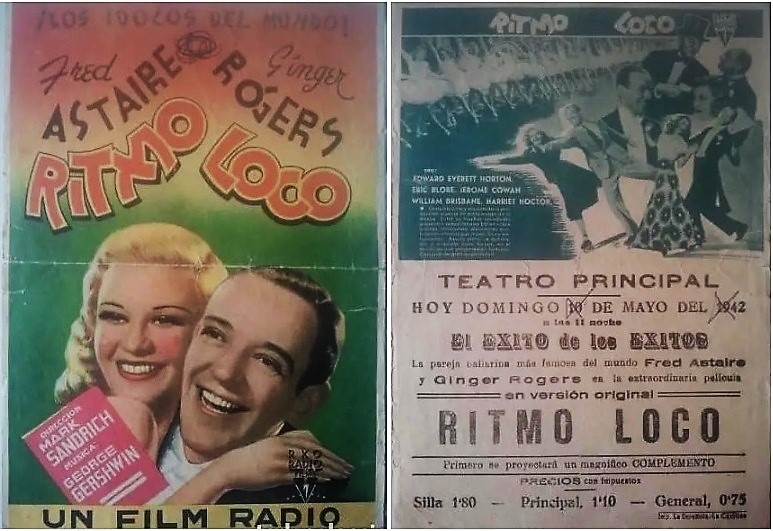 ¡LOS IDOLOS DEL MUNDO!
Fred ASTAIRE
Ginger ROGERS
RITMO LOCO
DIRECCION
MARK
SANDRICH
MUSICA:
GEORGE
GERSHWIN
RKO
RADIO
UN FILM RADIO
RITMO LOCO
EDWARD EVERETT HORTON,
ERIC BLORE, JEROME COWAN
WILLIAM BRISBANE, HARRIET HOCTOR
TEATRO PRINCIPAL
HOY DOMINGO 10 DE MAYO DEL 1942
a las 11 noche
El EXITO de los EXITOS
La pareja bailarina más famosa del mundo Fred Astaire
y Ginger Rogers en la extraordinaria película
en versión original
RITMO LOCO
Primero se proyectará un magnífico COMPLEMENTO
PRECIOS con impuestos
Silla 1'80 — Principal, 1'10 — General, 0'75